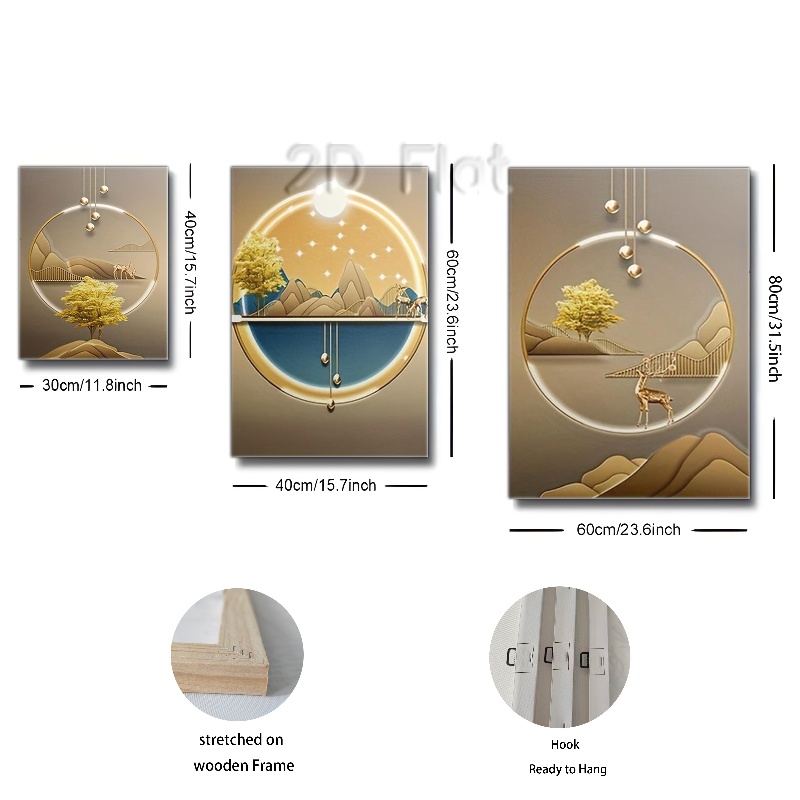 2D Flat
40cm/15.7inch
60cm/23.6inch
80cm/31.5inch
30cm/11.8inch
40cm/15.7inch
60cm/23.6inch
stretched on
wooden Frame
Hook
Ready to Hang